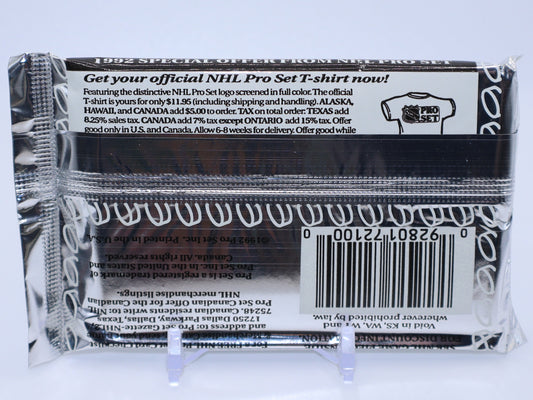 1992 SPECIAL OFFER FROM NHL PRO SET
Get your official NHL Pro Set T-shirt now!
Featuring the distinctive NHL Pro Set logo screened in full color. The official
T-shirt is yours for only $11.95 (including shipping and handling). ALASKA,
HAWAII, and CANADA add $5.00 to order. TAX on total order: TEXAS add
8.25% sales tax. CANADA add 7% tax except ONTARIO add 15% tax. Offer
good only in U.S. and Canada. Allow 6-8 weeks for delivery. Offer good while
PRO
SET
FOR DISCOUNT INFORMATION
Void in KS, WA, VT and
wherever prohibited by
law.
0 92801 72100 0
For a FREE NHL
and address to: Pro Set Gazette-NHL
17250 Dallas Parkway, Dallas, Texas
75248. Canadian residents write to NHL
Pro Set Canadian Offer for the Canadian
NHL merchandise listings.
Pro Set is a registered trademark of
Pro Set, Inc. in the United States and
Canada. All rights reserved.
©1992 Pro Set Inc. Printed in the U.S.A